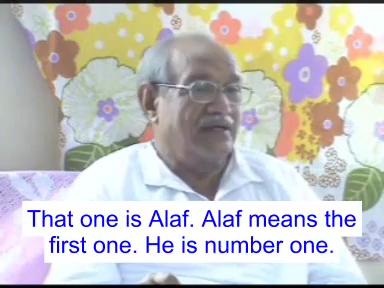 That one is Alaf. Alaf means the
first one. He is number one.